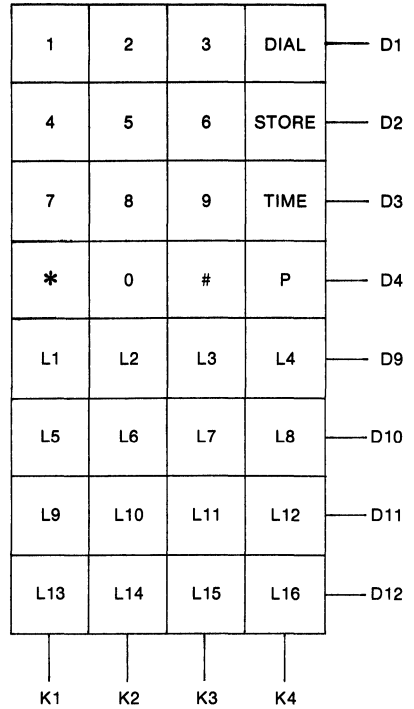 1 2 3 DIAL D1
4 5 6 STORE D2
7 8 9 TIME D3
* 0 # P D4
L1 L2 L3 L4 D9
L5 L6 L7 L8 D10
L9 L10 L11 L12 D11
L13 L14 L15 L16 D12
K1 K2 K3 K4